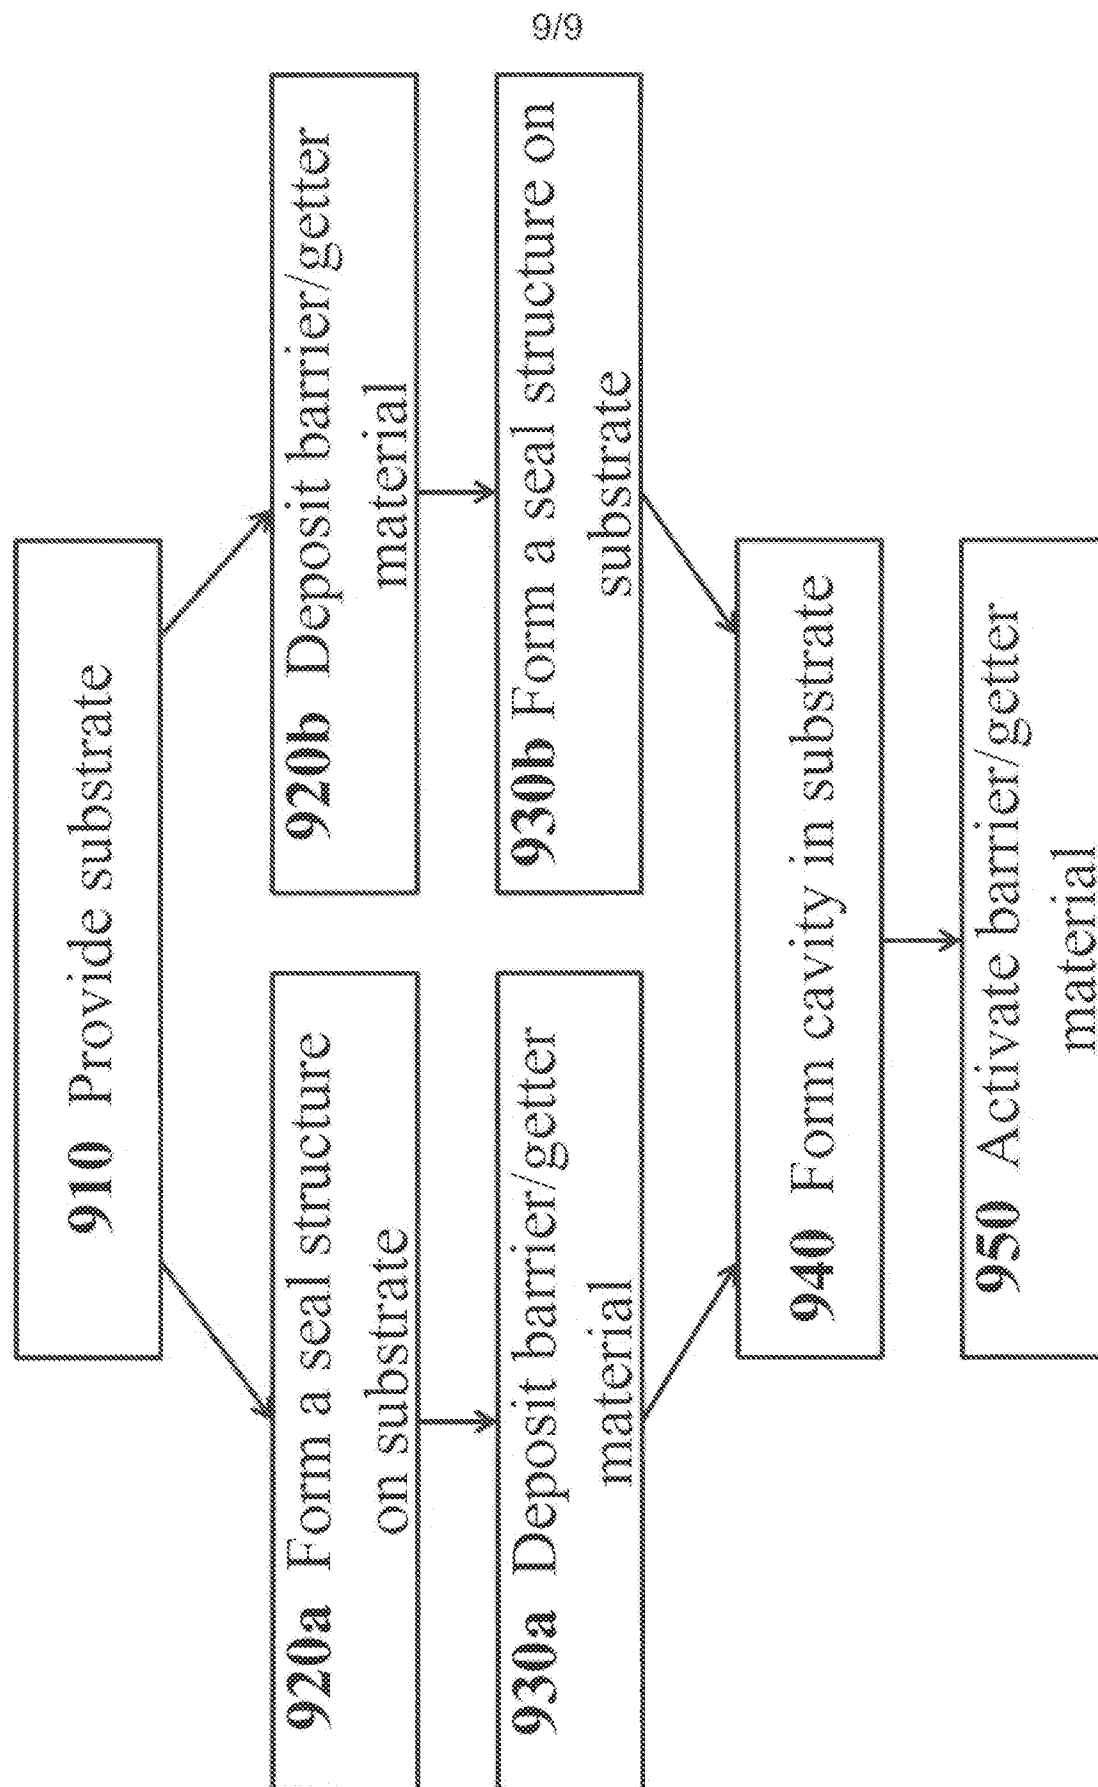 9/9
910 Provide substrate
920a Form a seal structure
on substrate
930a Deposit barrier/getter
material
920b Deposit barrier/getter
material
930b Form a seal structure on
substrate
940 Form cavity in substrate
950 Activate barrier/getter
material